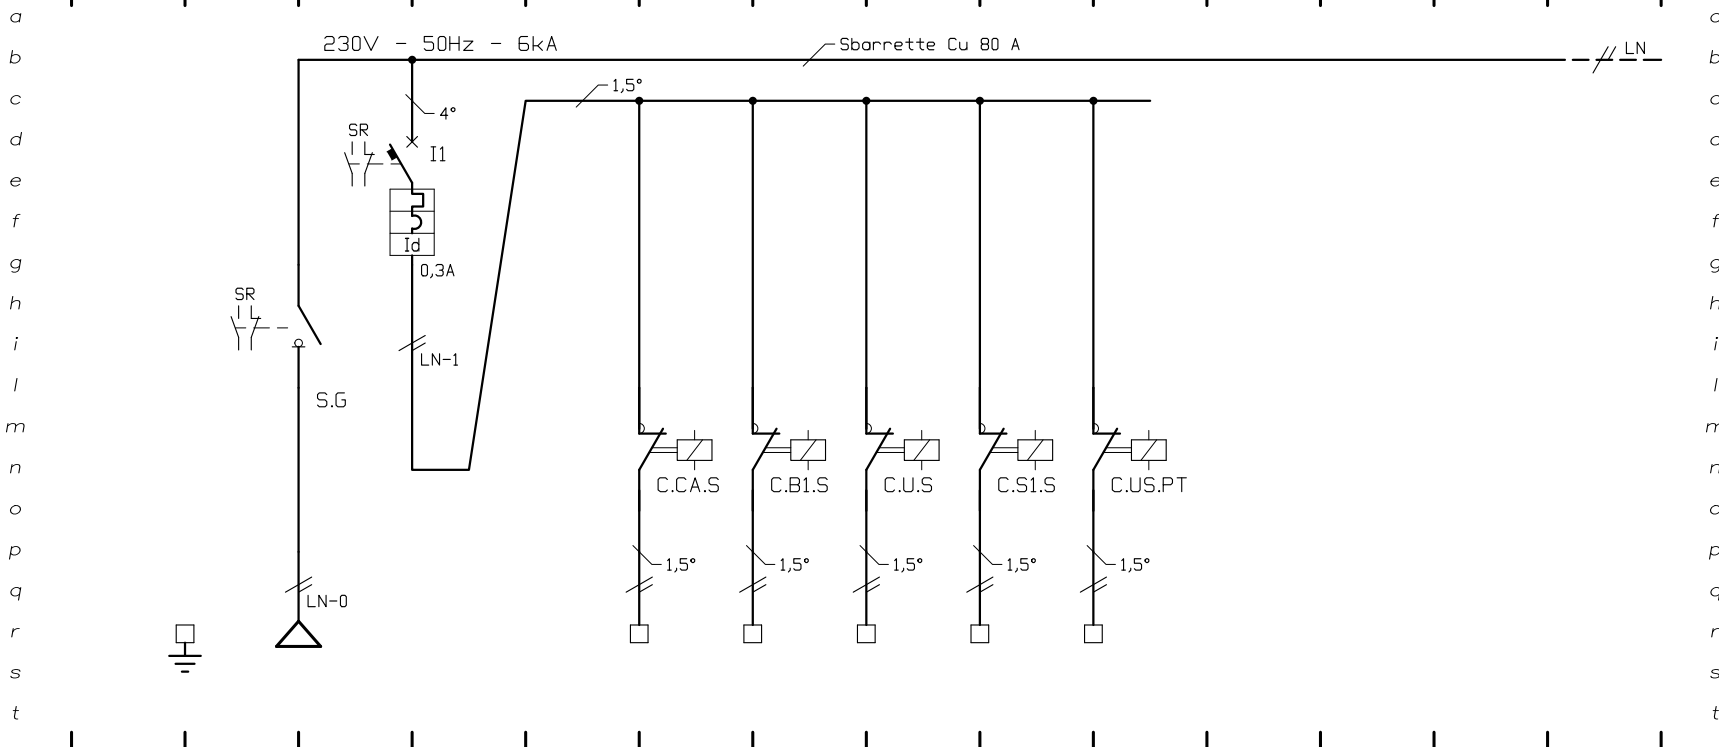 a
b
c
d
e
f
g
h
i
l
m
n
o
p
q
r
s
t
230V - 50Hz - 6kA
Sbarrette Cu 80 A
LN
1,5°
4°
SR
I1
Id
0,3A
SR
LN-1
S.G
C.CA.S
C.B1.S
C.U.S
C.S1.S
C.US.PT
1,5°
1,5°
1,5°
1,5°
1,5°
LN-0
b
e
f
g
h
i
l
m
n
p
q
r
s
t